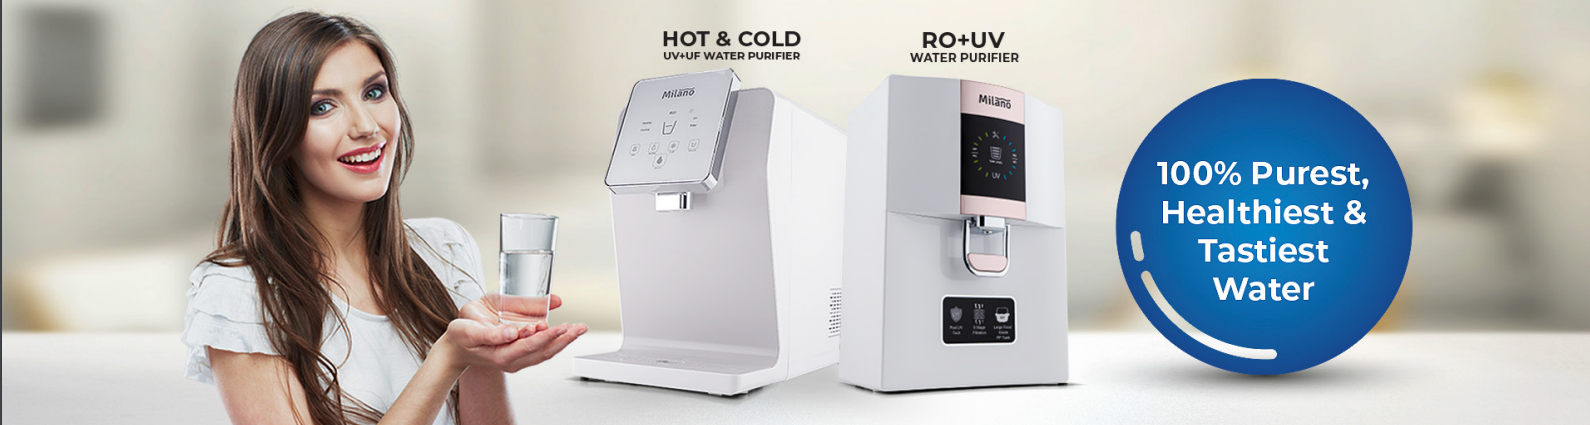 HOT & COLD
UV+UF WATER PURIFIER
RO+UV
WATER PURIFIER
Milano
Milano
UV
100% Purest,
Healthiest &
Tastiest
Water